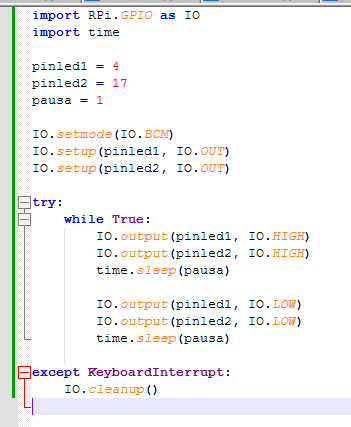 import RPi.GPIO as IO
import time

pinled1 = 4
pinled2 = 17
pausa = 1

IO.setmode(IO.BCM)
IO.setup(pinled1, IO.OUT)
IO.setup(pinled2, IO.OUT)

try:
    while True:
        IO.output(pinled1, IO.HIGH)
        IO.output(pinled2, IO.HIGH)
        time.sleep(pausa)

        IO.output(pinled1, IO.LOW)
        IO.output(pinled2, IO.LOW)
        time.sleep(pausa)

except KeyboardInterrupt:
    IO.cleanup()